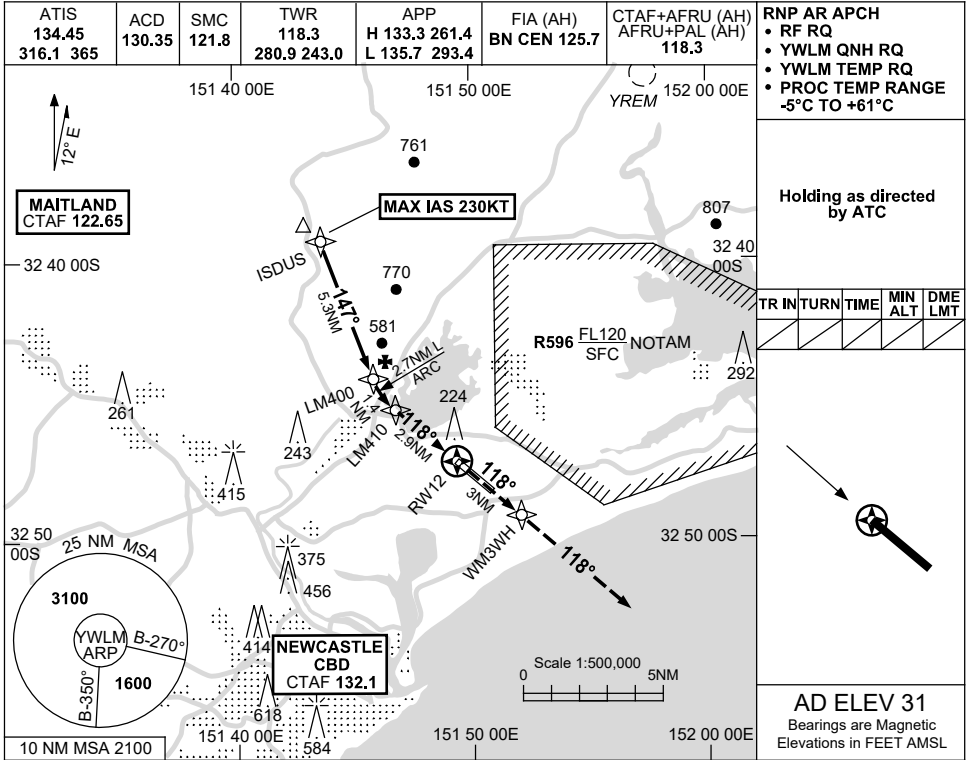 ATIS
134.45
316.1 365
ACD
130.35
SMC
121.8
TWR
118.3
280.9 243.0
APP
H 133.3 261.4
L 135.7 293.4
FIA (AH)
BN CEN 125.7
CTAF+AFRU (AH)
AFRU+PAL (AH)
118.3
RNP AR APCH
• RF RQ
• YWLM QNH RQ
• YWLM TEMP RQ
• PROC TEMP RANGE
-5°C TO +61°C
151 40 00E
151 50 00E
152 00 00E
YREM
12° E
761
MAITLAND
CTAF 122.65
MAX IAS 230KT
807
Holding as directed
by ATC
ISDUS
32 40 00S
32 40
00S
147°
5.3NM
770
581
R596 FL120
SFC
NOTAM
TR IN
TURN
TIME
MIN
ALT
DME
LMT
292
2.7NM L
ARC
LM400
1.4
NM
261
224
243
LM410
118°
2.9NM
415
RW12
118°
3NM
WM3WH
32 50
00S
32 50 00S
118°
25 NM MSA
3100
375
456
YWLM
ARP
B-270°
B-350°
1600
414
NEWCASTLE
CBD
CTAF 132.1
Scale 1:500,000
0
5NM
618
584
10 NM MSA 2100
151 40 00E
151 50 00E
152 00 00E
AD ELEV 31
Bearings are Magnetic
Elevations in FEET AMSL